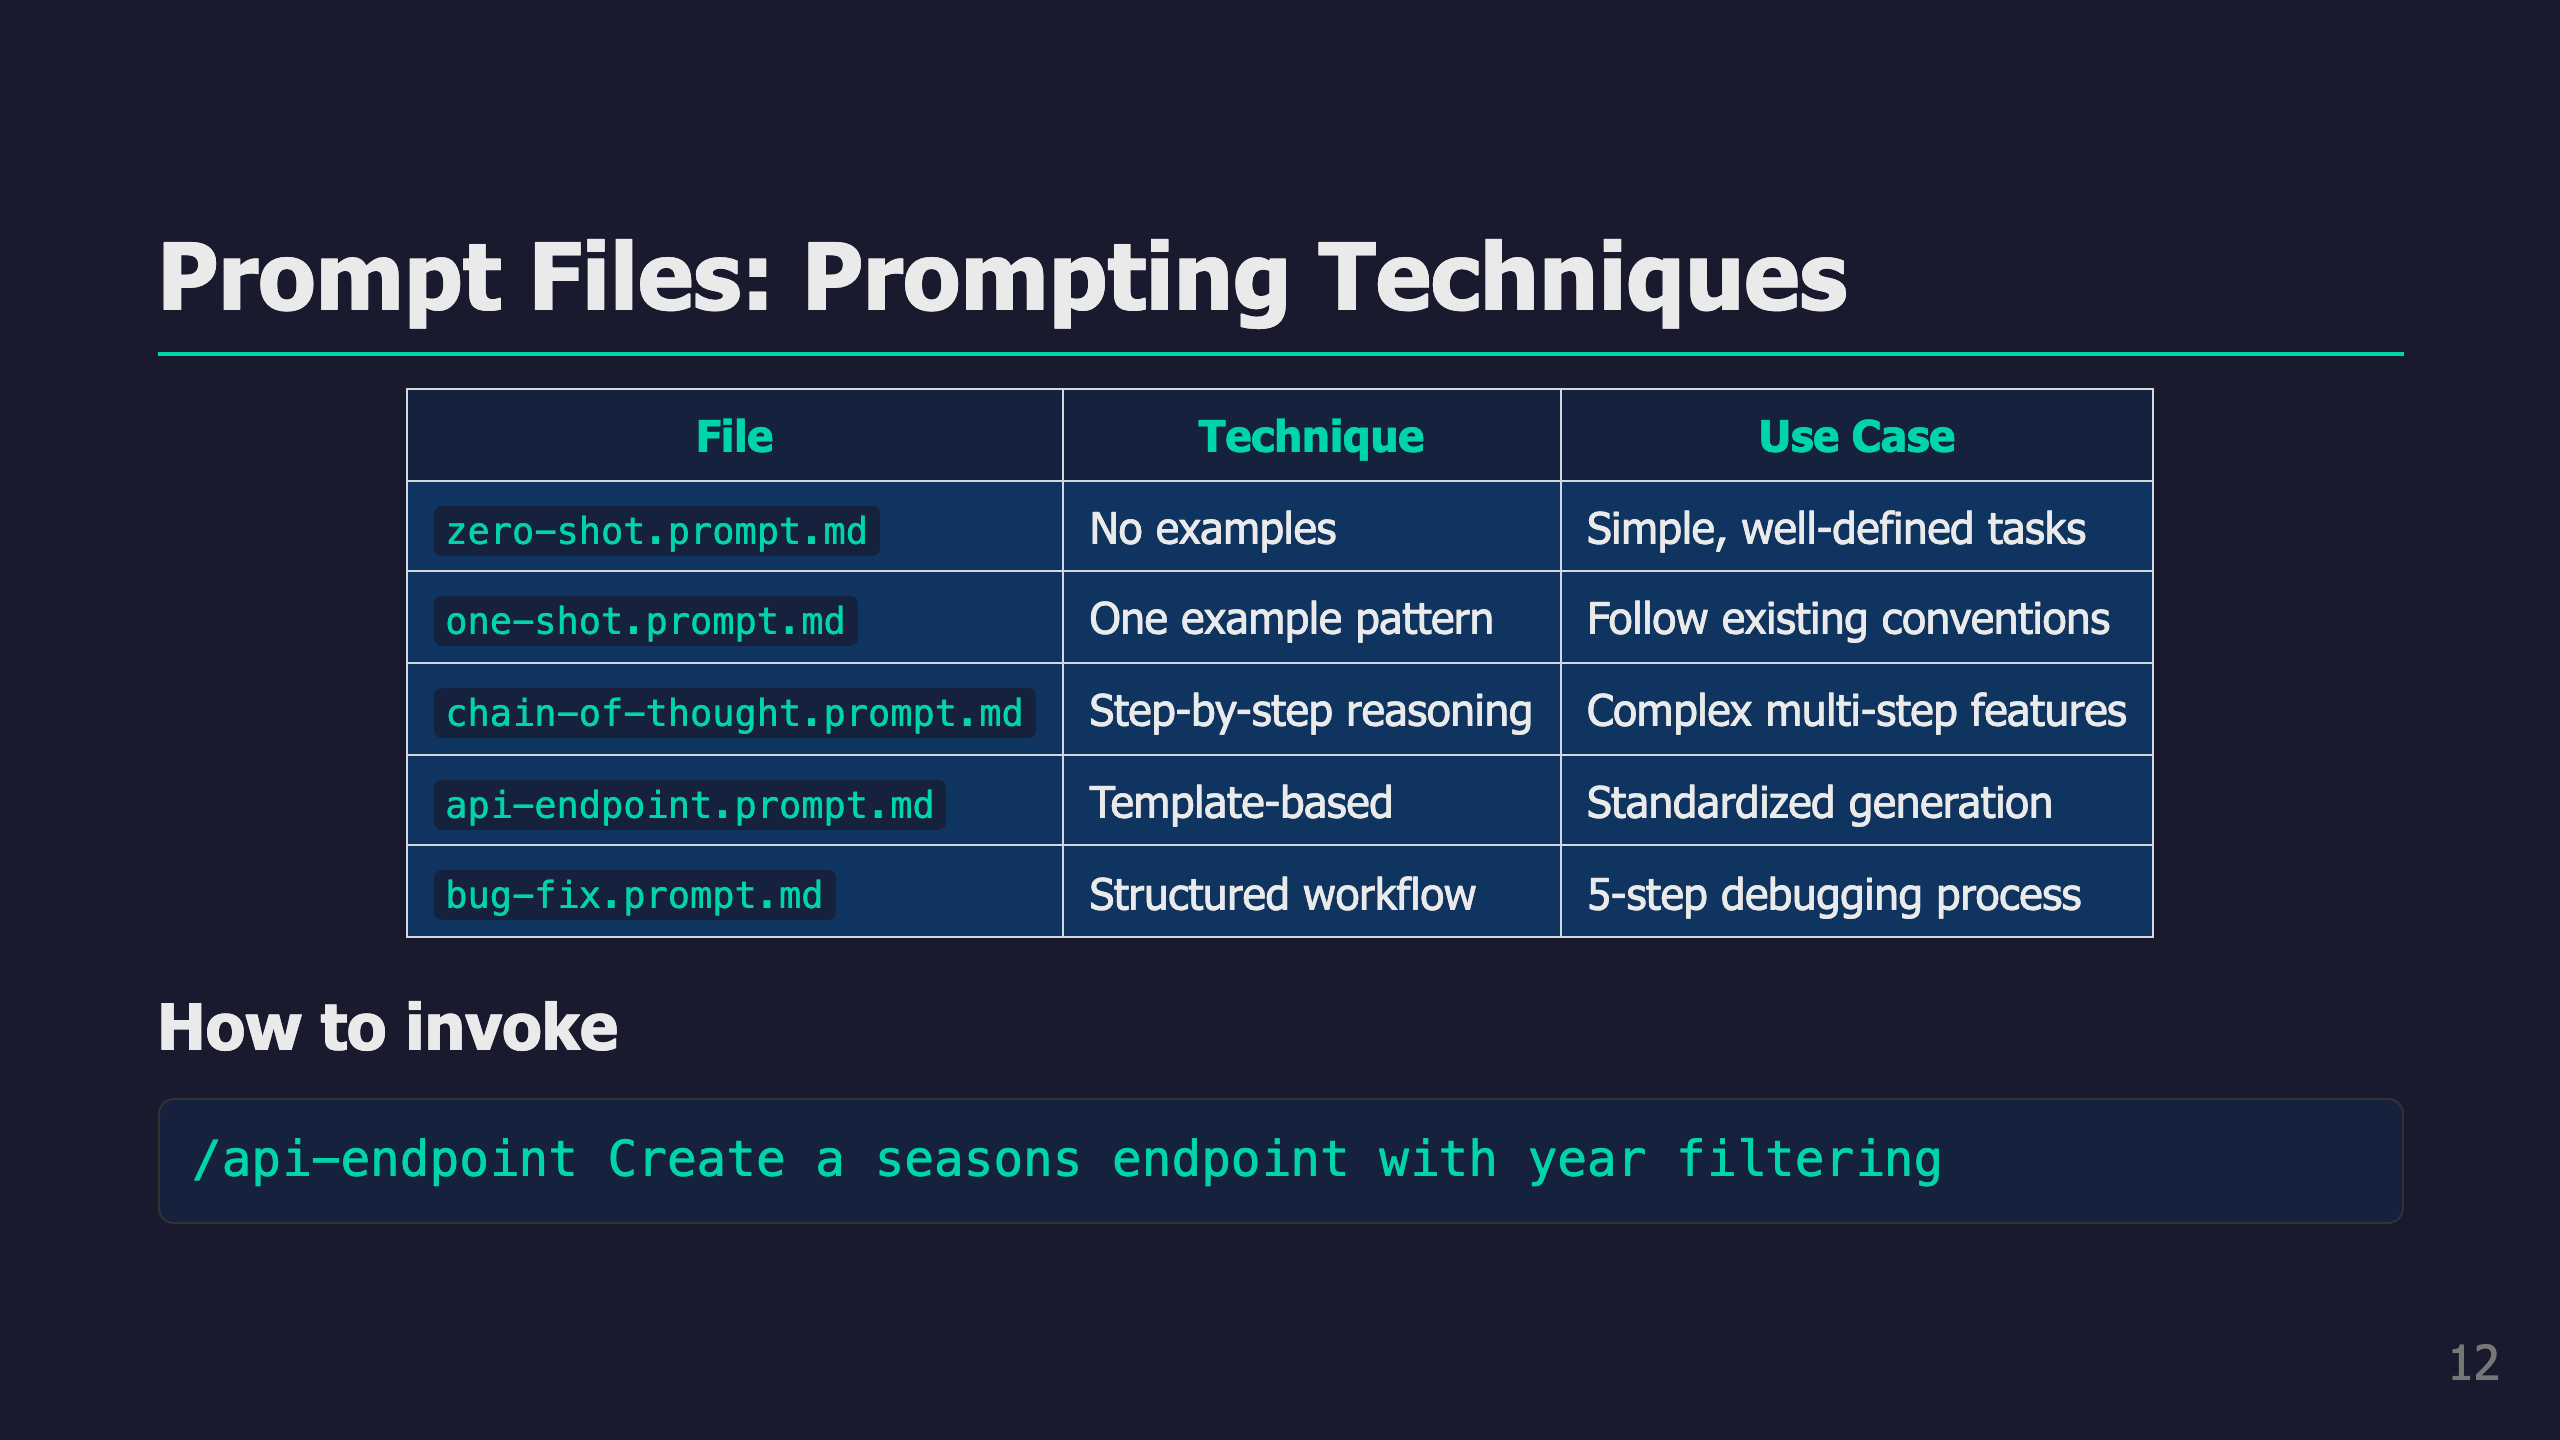 Prompt Files: Prompting Techniques
File Technique Use Case
zero-shot.prompt.md No examples Simple, well-defined tasks
one-shot.prompt.md One example pattern Follow existing conventions
chain-of-thought.prompt.md Step-by-step reasoning Complex multi-step features
api-endpoint.prompt.md Template-based Standardized generation
bug-fix.prompt.md Structured workflow 5-step debugging process
How to invoke
/api-endpoint Create a seasons endpoint with year filtering
12